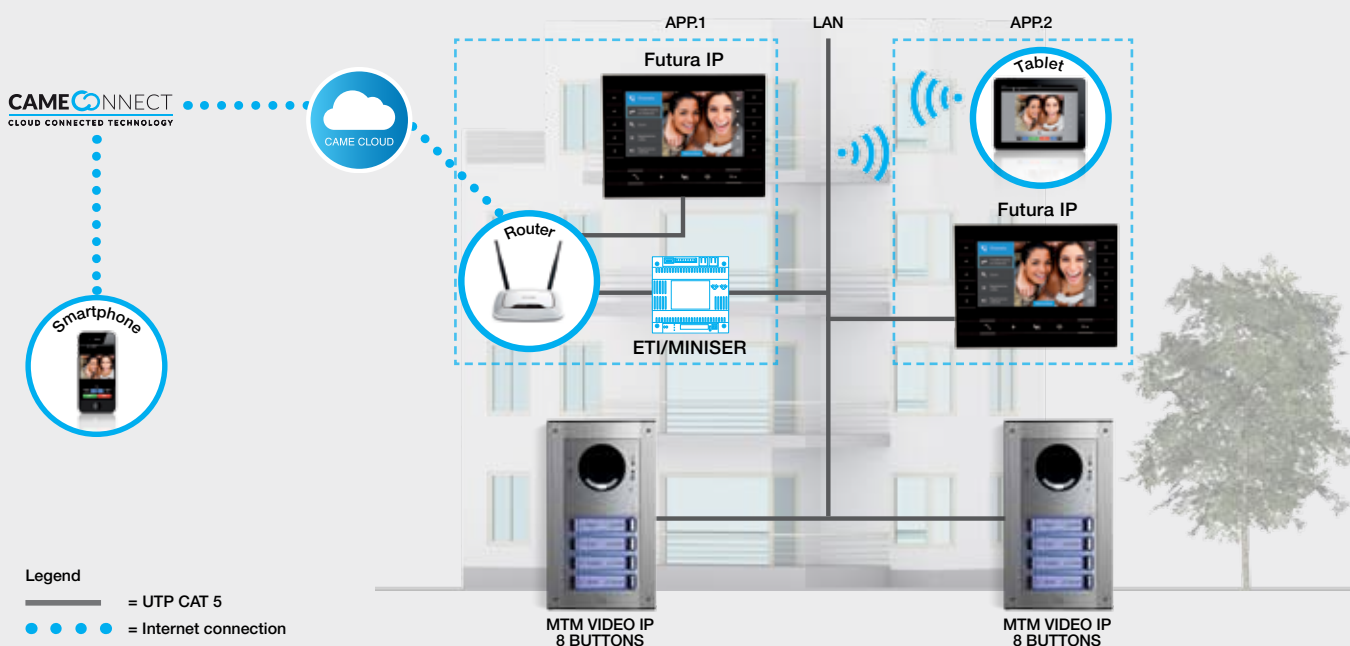 APP.1
LAN
APP.2
Futura IP
Tablet
CAMECONNECT
CLOUD CONNECTED TECHNOLOGY
CAME CLOUD
Futura IP
Router
Smartphone
ETI/MINISER
Legend
= UTP CAT 5
= Internet connection
MTM VIDEO IP
8 BUTTONS
MTM VIDEO IP
8 BUTTONS